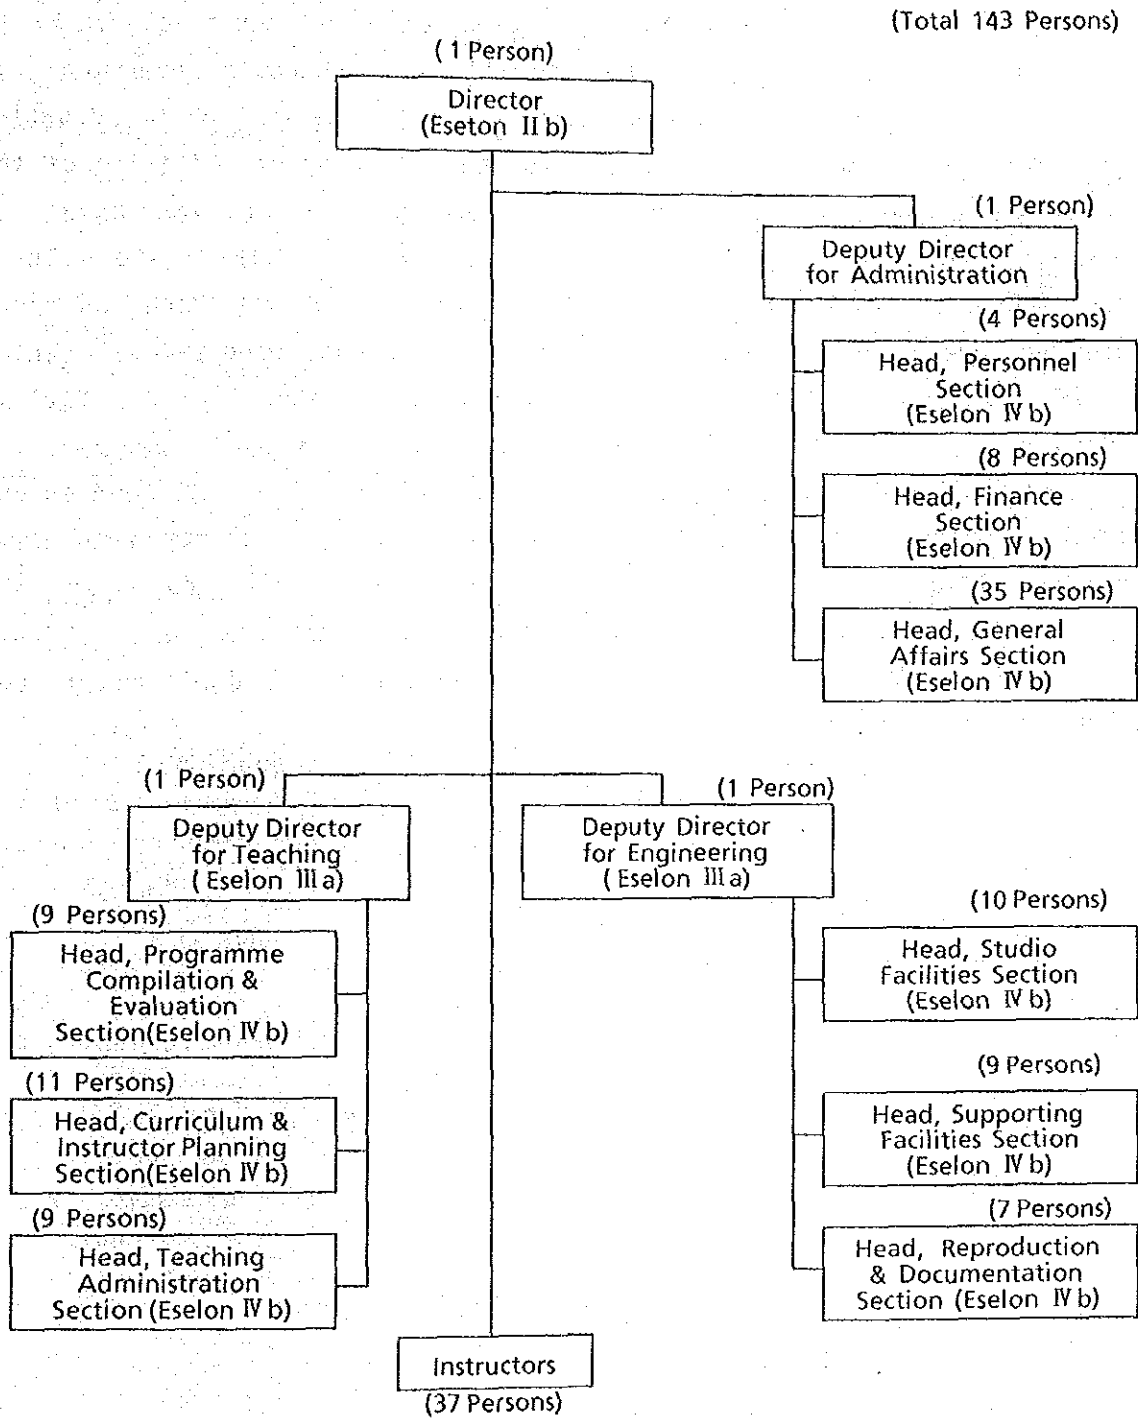 (Total 143 Persons)
( 1 Person)
Director
(Eseton II b)
(1 Person)
Deputy Director
for Administration
(4 Persons)
Head, Personnel
Section
(Eselon IV b)
(8 Persons)
Head, Finance
Section
(Eselon IV b)
(35 Persons)
Head, General
Affairs Section
(Eselon IV b)
(1 Person)
Deputy Director
for Teaching
( Eselon III a)
(9 Persons)
Head, Programme
Compilation &
Evaluation
Section(Eselon IV b)
(11 Persons)
Head, Curriculum &
Instructor Planning
Section(Eselon IV b)
(9 Persons)
Head, Teaching
Administration
Section (Eselon IV b)
(1 Person)
Deputy Director
for Engineering
( Eselon III a)
(10 Persons)
Head, Studio
Facilities Section
(Eselon IV b)
(9 Persons)
Head, Supporting
Facilities Section
(Eselon IV b)
(7 Persons)
Head, Reproduction
& Documentation
Section (Eselon IV b)
Instructors
(37 Persons)